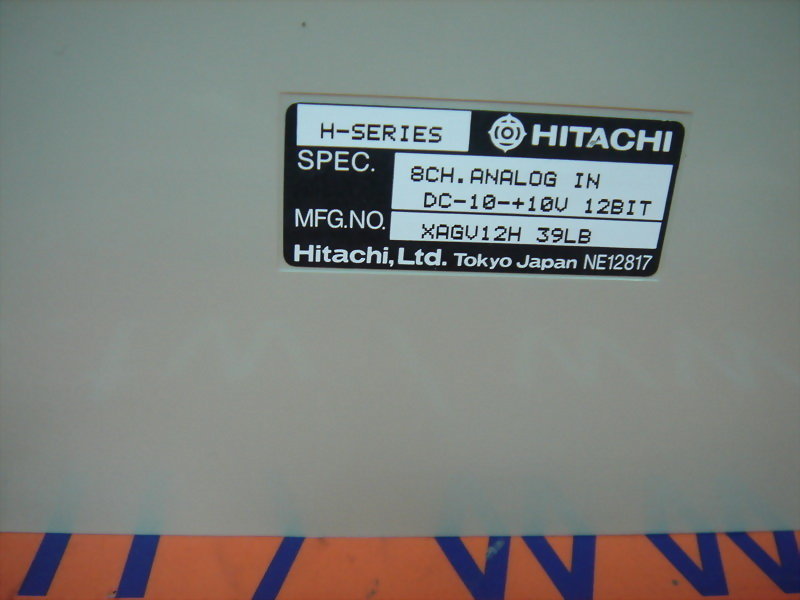 H-SERIES HITACHI
SPEC. 8CH.ANALOG IN
DC-10-+10V 12BIT
MFG.NO. XAGV12H 39LB
Hitachi,Ltd. Tokyo Japan NE12817